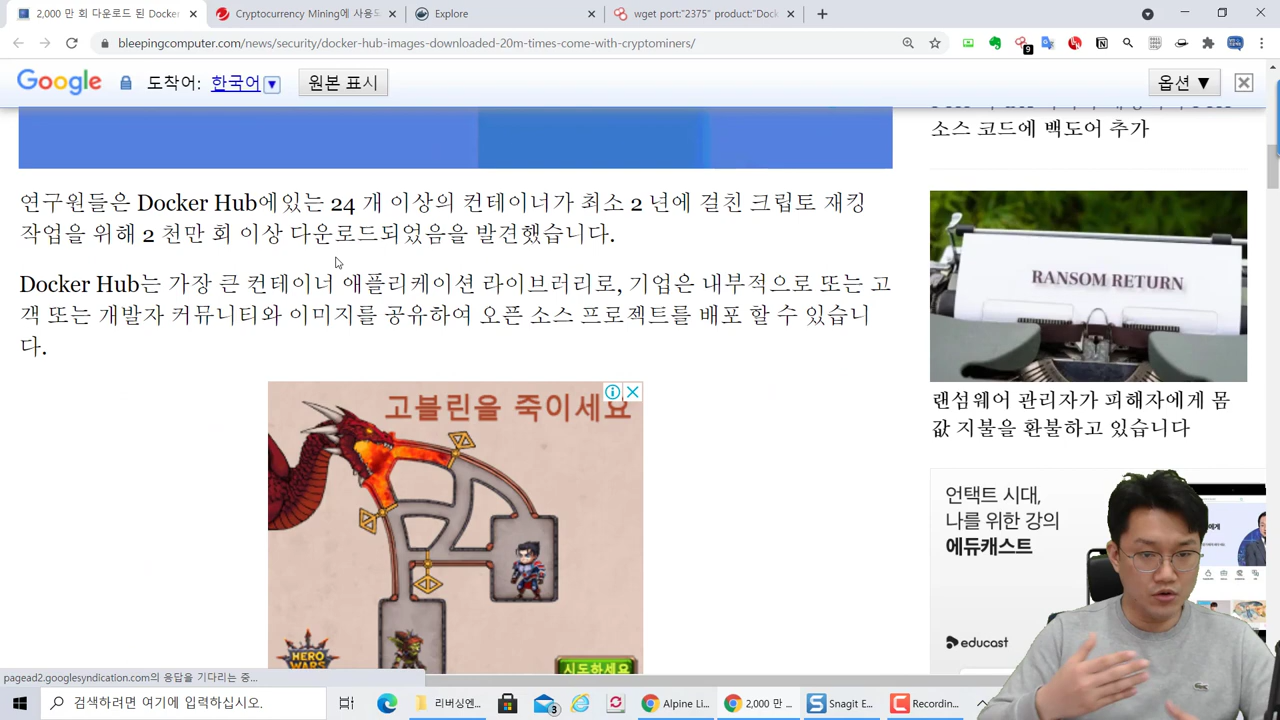 2,000 만 회 다운로드 된 Docker
Cryptocurrency Mining에 사용되
Explore
wget port:"2375" product:"Dock
bleepingcomputer.com/news/security/docker-hub-images-downloaded-20m-times-come-with-cryptominers/
9
Google
도착어: 한국어
원본 표시
옵션 ▼
소스 코드에 백도어 추가
연구원들은 Docker Hub에있는 24 개 이상의 컨테이너가 최소 2 년에 걸친 크립토 재킹
작업을 위해 2 천만 회 이상 다운로드되었음을 발견했습니다.
Docker Hub는 가장 큰 컨테이너 애플리케이션 라이브러리로, 기업은 내부적으로 또는 고
객 또는 개발자 커뮤니티와 이미지를 공유하여 오픈 소스 프로젝트를 배포 할 수 있습니
다.
RANSOM RETURN
랜섬웨어 관리자가 피해자에게 몸
값 지불을 환불하고 있습니다
고블린을 죽이세요
HERO
WARS
시도하세요
언택트 시대,
나를 위한 강의
에듀캐스트
educast
pagead2.googlesyndication.com의 응답을 기다리는 중...
검색하려면 여기에 입력하십시오.
리버싱엔...
3
Alpine Li...
2,000 만...
Snagit E...
Recordin...